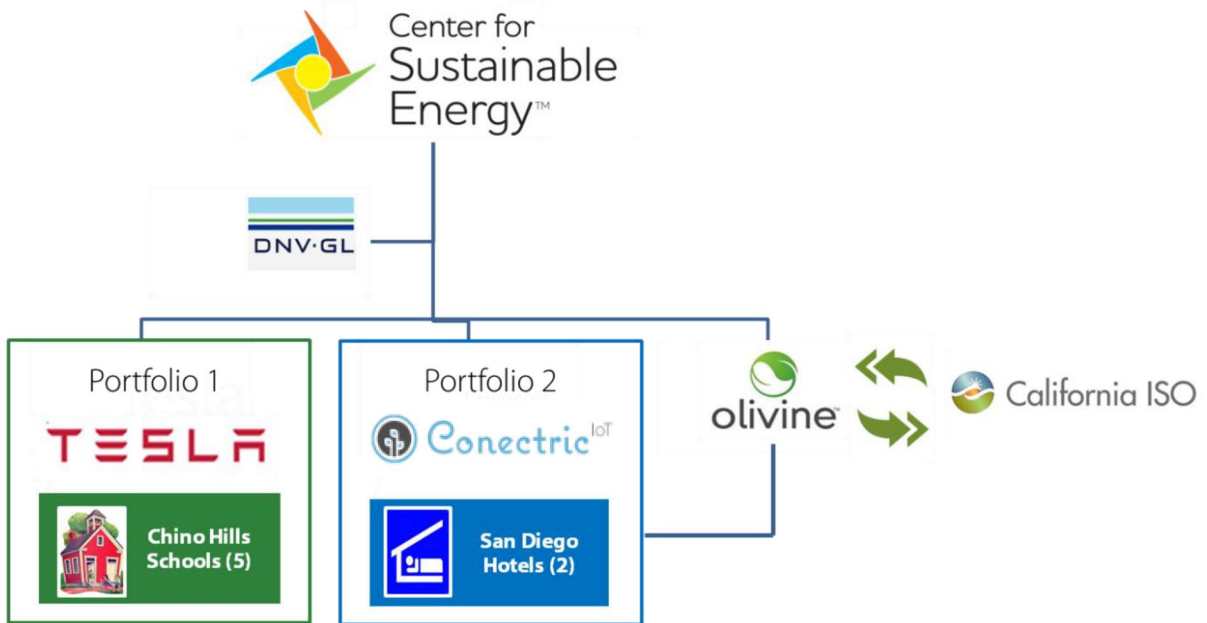 Center for
Sustainable
Energy™
DNV·GL
Portfolio 1
TESLA
Chino Hills
Schools (5)
Portfolio 2
Conectric IoT
San Diego
Hotels (2)
olivine™
California ISO